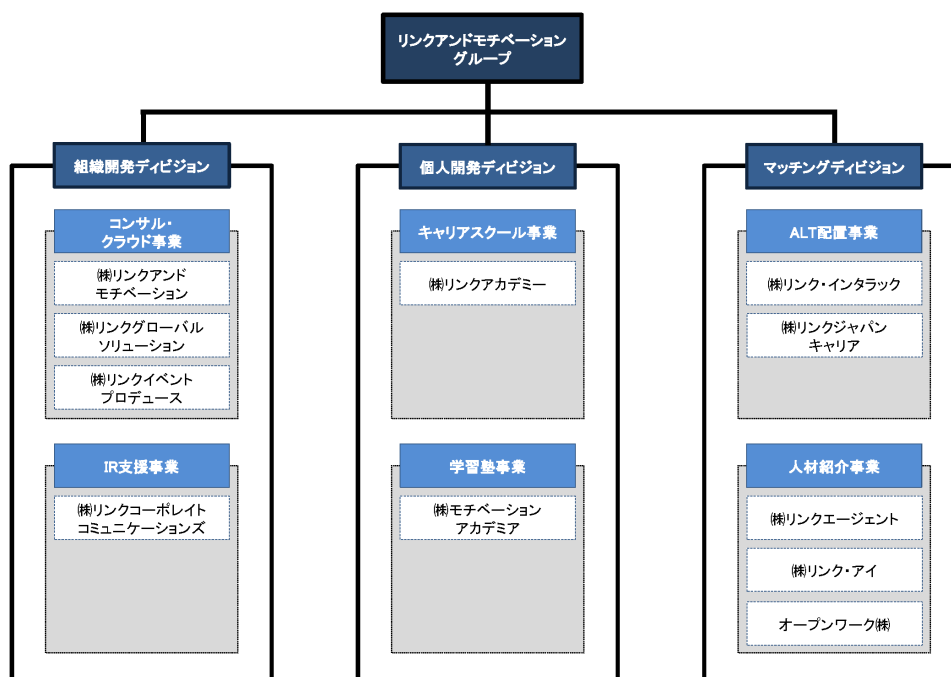 リンクアンドモチベーション
グループ
組織開発ディビジョン
コンサル・
クラウド事業
㈱リンクアンド
モチベーション
㈱リンクグローバル
ソリューション
㈱リンクイベント
プロデュース
IR支援事業
㈱リンクコーポレイト
コミュニケーションズ
個人開発ディビジョン
キャリアスクール事業
㈱リンクアカデミー
学習塾事業
㈱モチベーション
アカデミア
マッチングディビジョン
ALT配置事業
㈱リンク・インタラック
㈱リンクジャパン
キャリア
人材紹介事業
㈱リンクエージェント
㈱リンク・アイ
オープンワーク㈱